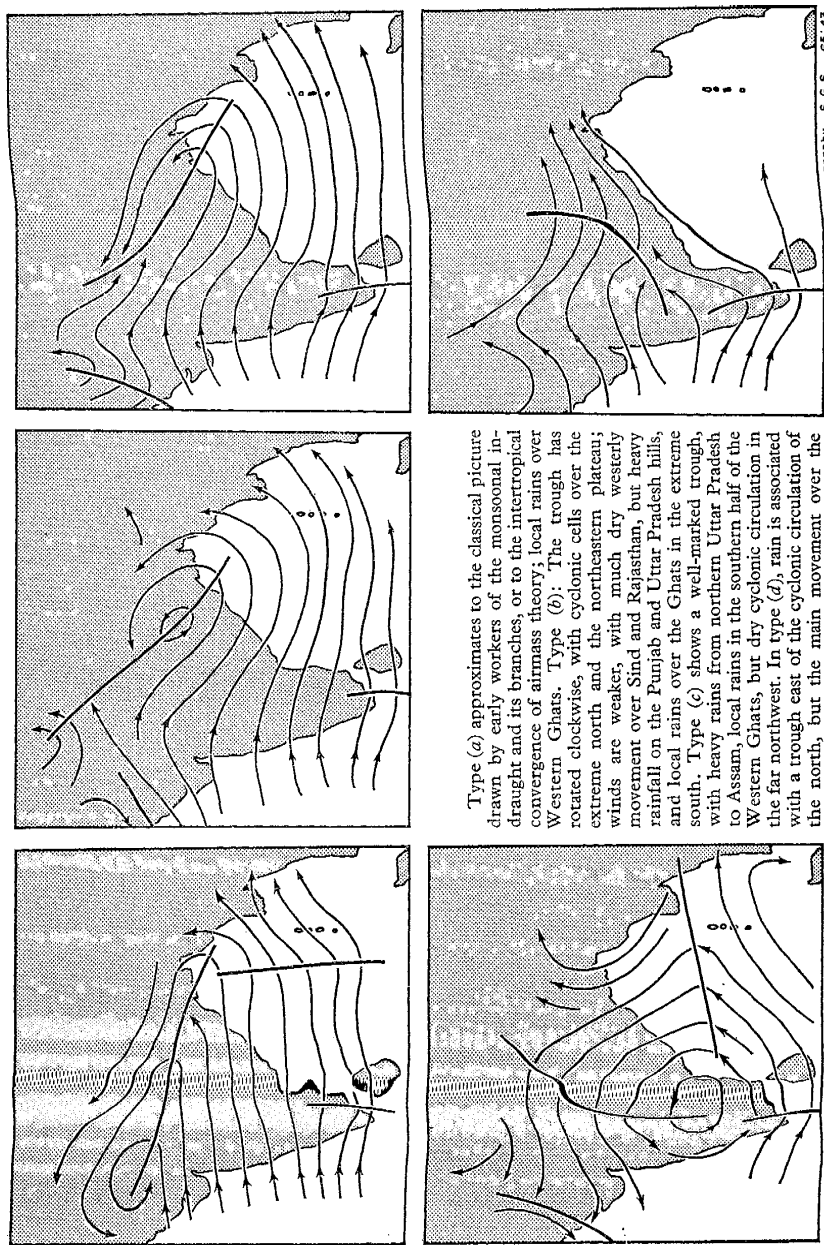 Type (a) approximates to the classical picture
drawn by early workers of the monsoonal in-
draught and its branches, or to the intertropical
convergence of airmass theory; local rains over
Western Ghats. Type (b): The trough has
rotated clockwise, with cyclonic cells over the
extreme north and the northeastern plateau;
winds are weaker, with much dry westerly
movement over Sind and Rajasthan, but heavy
rainfall on the Punjab and Uttar Pradesh hills,
and local rains over the Ghats in the extreme
south. Type (c) shows a well-marked trough,
with heavy rains from northern Uttar Pradesh
to Assam, local rains in the southern half of the
Western Ghats, but dry cyclonic circulation in
the far northwest. In type (d), rain is associated
with a trough east of the cyclonic circulation of
the north, but the main movement over the